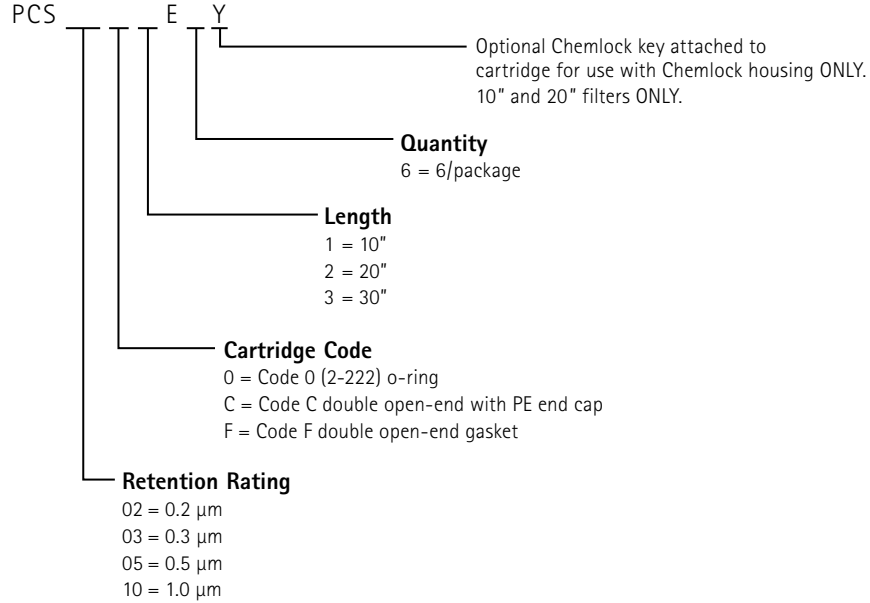 PCS __ _ _ E _ Y
Optional Chemlock key attached to
cartridge for use with Chemlock housing ONLY.
10" and 20" filters ONLY.
Quantity
6 = 6/package
Length
1 = 10"
2 = 20"
3 = 30"
Cartridge Code
0 = Code 0 (2-222) o-ring
C = Code C double open-end with PE end cap
F = Code F double open-end gasket
Retention Rating
02 = 0.2 µm
03 = 0.3 µm
05 = 0.5 µm
10 = 1.0 µm